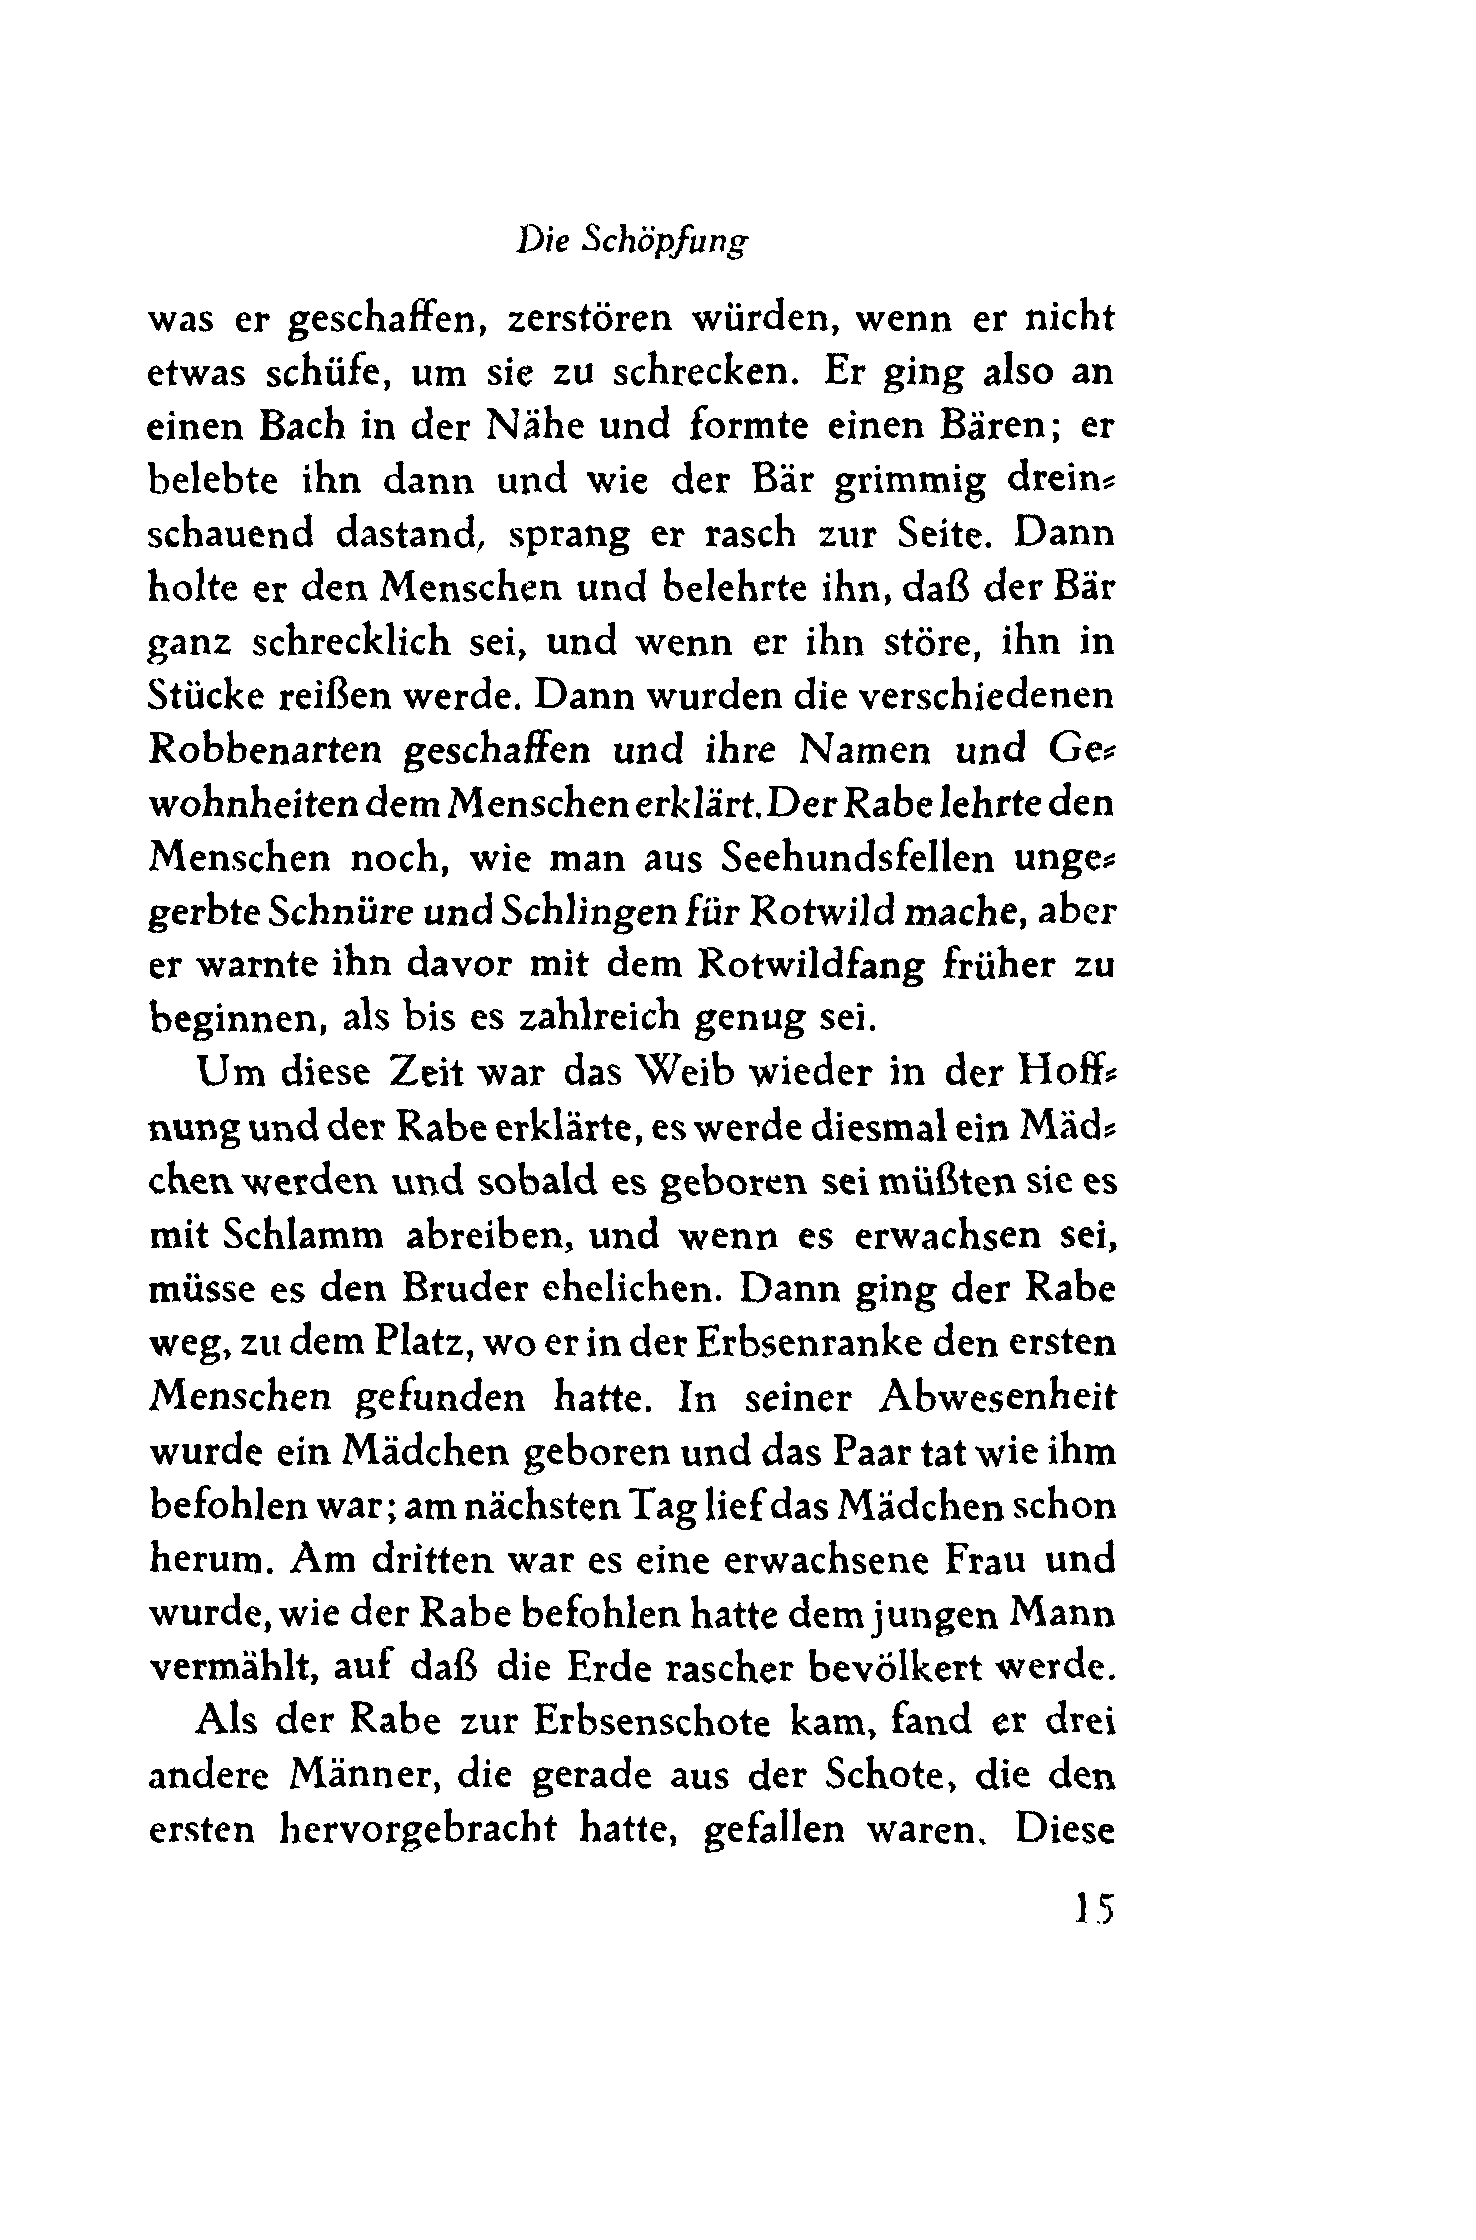 Die Schöpfung
was er geschaffen, zerstören würden, wenn er nicht
etwas schüfe, um sie zu schrecken. Er ging also an
einen Bach in der Nähe und formte einen Bären; er
belebte ihn dann und wie der Bär grimmig drein⸗
schauend dastand, sprang er rasch zur Seite. Dann
holte er den Menschen und belehrte ihn, daß der Bär
ganz schrecklich sei, und wenn er ihn störe, ihn in
Stücke reißen werde. Dann wurden die verschiedenen
Robbenarten geschaffen und ihre Namen und Ge⸗
wohnheiten dem Menschen erklärt. Der Rabe lehrte den
Menschen noch, wie man aus Seehundsfellen unge⸗
gerbte Schnüre und Schlingen für Rotwild mache, aber
er warnte ihn davor mit dem Rotwildfang früher zu
beginnen, als bis es zahlreich genug sei.
Um diese Zeit war das Weib wieder in der Hoff⸗
nung und der Rabe erklärte, es werde diesmal ein Mäd⸗
chen werden und sobald es geboren sei müßten sie es
mit Schlamm abreiben, und wenn es erwachsen sei,
müsse es den Bruder ehelichen. Dann ging der Rabe
weg, zu dem Platz, wo er in der Erbsenranke den ersten
Menschen gefunden hatte. In seiner Abwesenheit
wurde ein Mädchen geboren und das Paar tat wie ihm
befohlen war; am nächsten Tag lief das Mädchen schon
herum. Am dritten war es eine erwachsene Frau und
wurde, wie der Rabe befohlen hatte dem jungen Mann
vermählt, auf daß die Erde rascher bevölkert werde.
Als der Rabe zur Erbsenschote kam, fand er drei
andere Männer, die gerade aus der Schote, die den
ersten hervorgebracht hatte, gefallen waren. Diese
15